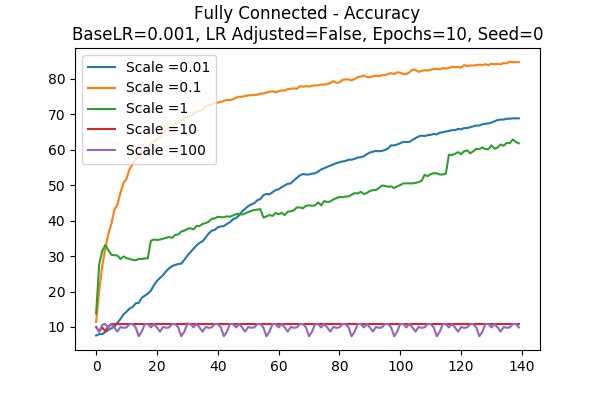 Fully Connected - Accuracy
BaseLR=0.001, LR Adjusted=False, Epochs=10, Seed=0
Scale =0.01
Scale =0.1
Scale =1
Scale =10
Scale =100
80
70
60
50
40
30
20
10
0 20 40 60 80 100 120 140